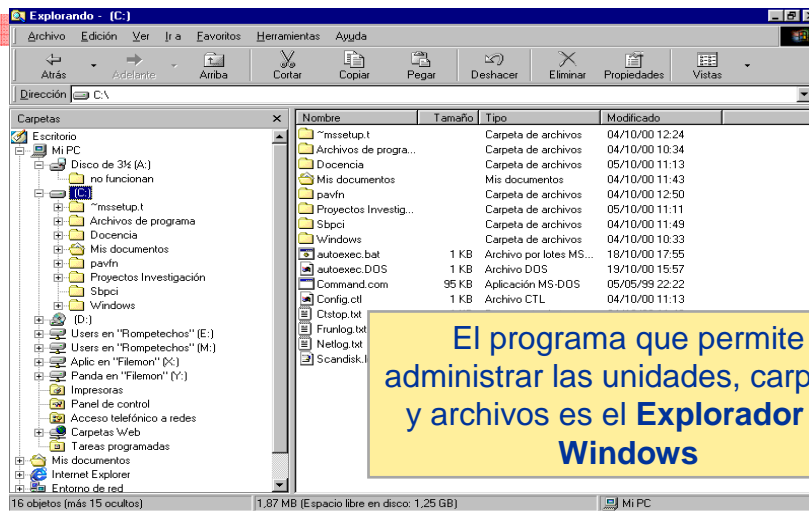 Explorando - (C:)
Archivo Edición Ver Ir a Favoritos Herramientas Ayuda
Atrás Adelante Arriba Cortar Copiar Pegar Deshacer Eliminar Propiedades Vistas
Dirección C:\
Carpetas
Escritorio
Mi PC
Disco de 3½ (A:)
no funcionan
(C:)
~mssetup.t
Archivos de programa
Docencia
Mis documentos
pavfn
Proyectos Investigación
Sbpci
Windows
(D:)
Users en "Rompetechos" (E:)
Users en "Rompetechos" (M:)
Aplic en "Filemon" (X:)
Panda en "Filemon" (Y:)
Impresoras
Panel de control
Acceso telefónico a redes
Carpetas Web
Tareas programadas
Mis documentos
Internet Explorer
Entorno de red
Nombre Tamaño Tipo Modificado
~mssetup.t Carpeta de archivos 04/10/00 12:24
Archivos de progra... Carpeta de archivos 04/10/00 10:34
Docencia Carpeta de archivos 05/10/00 11:13
Mis documentos Mis documentos 04/10/00 11:43
pavfn Carpeta de archivos 04/10/00 12:50
Proyectos Investig... Carpeta de archivos 05/10/00 11:11
Sbpci Carpeta de archivos 04/10/00 11:49
Windows Carpeta de archivos 04/10/00 10:33
autoexec.bat 1 KB Archivo por lotes MS... 18/10/00 17:55
autoexec.DOS 1 KB Archivo DOS 19/10/00 15:57
Command.com 95 KB Aplicación MS-DOS 05/05/99 22:22
Config.ctl 1 KB Archivo CTL 04/10/00 11:13
Ctstop.txt
Frunlog.txt
Netlog.txt
Scandisk.l
El programa que permite
administrar las unidades, carp
y archivos es el Explorador
Windows
16 objetos (más 15 ocultos) 1,87 MB (Espacio libre en disco: 1,25 GB) Mi PC